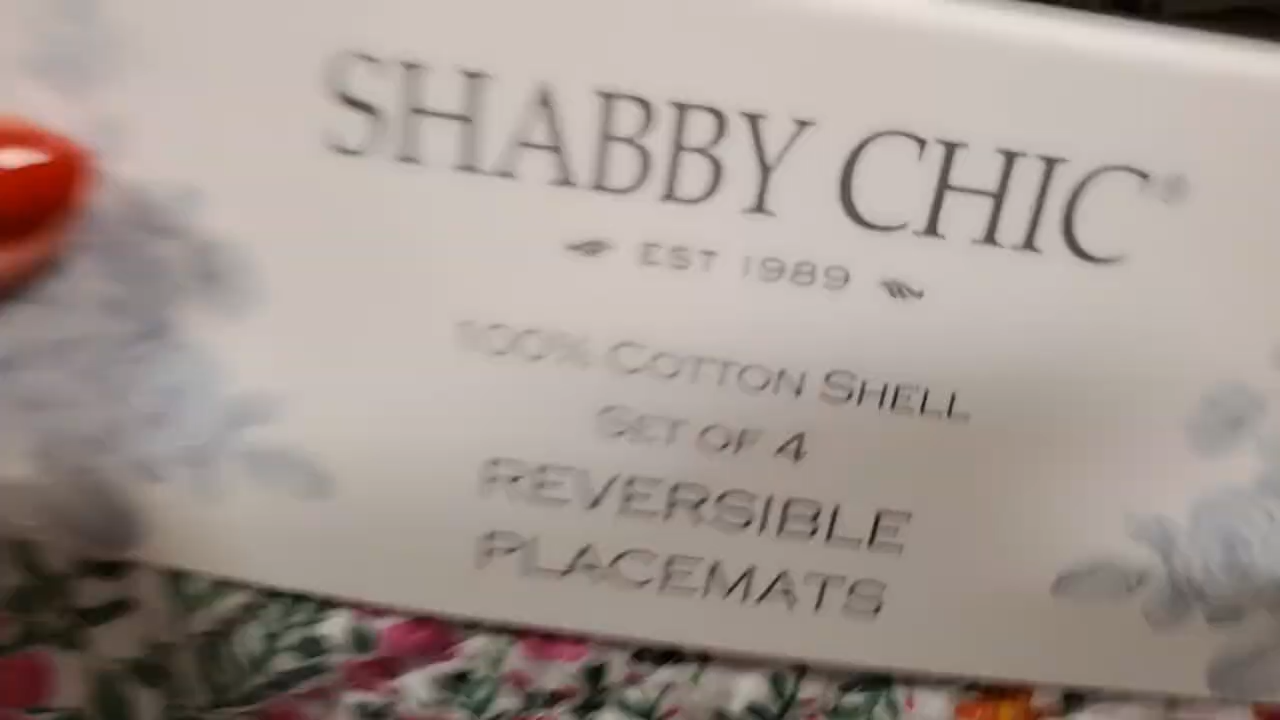 SHABBY CHIC®
EST 1989
100% COTTON SHELL
SET OF 4
REVERSIBLE
PLACEMATS